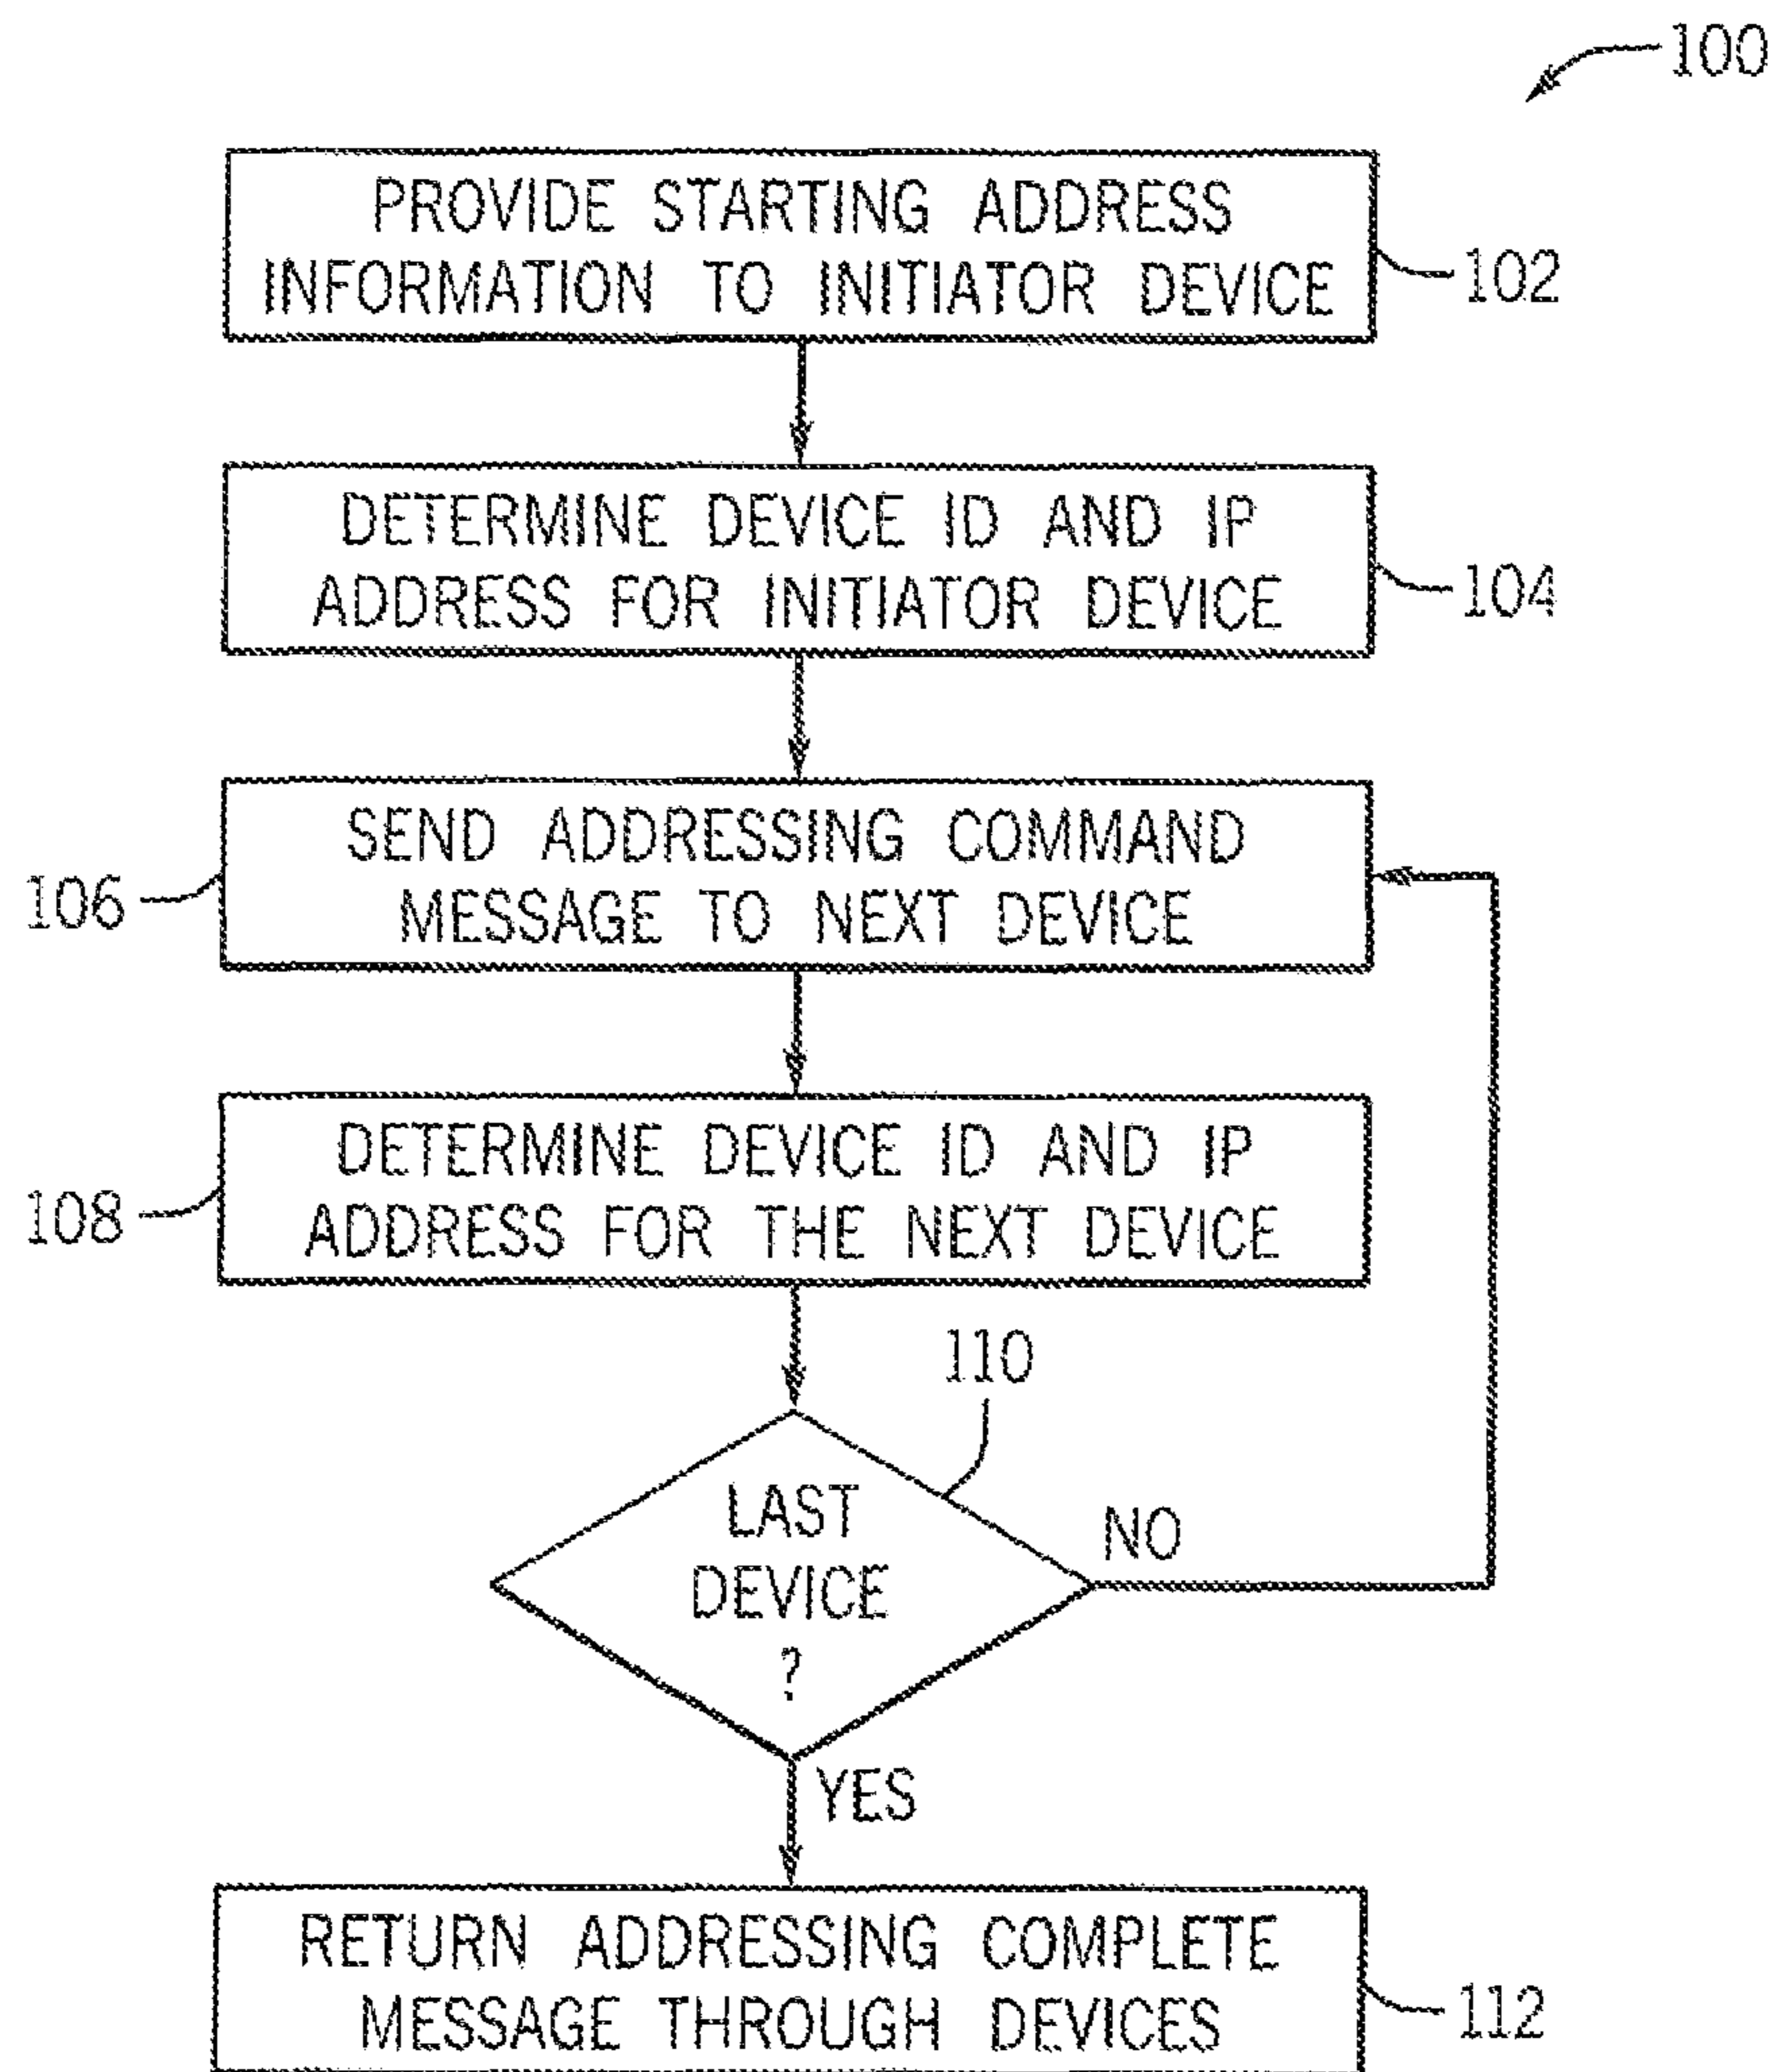 100
PROVIDE STARTING ADDRESS
INFORMATION TO INITIATOR DEVICE
102
DETERMINE DEVICE ID AND IP
ADDRESS FOR INITIATOR DEVICE
104
SEND ADDRESSING COMMAND
MESSAGE TO NEXT DEVICE
106
DETERMINE DEVICE ID AND IP
ADDRESS FOR THE NEXT DEVICE
108
110
LAST
DEVICE
?
NO
YES
RETURN ADDRESSING COMPLETE
MESSAGE THROUGH DEVICES
112